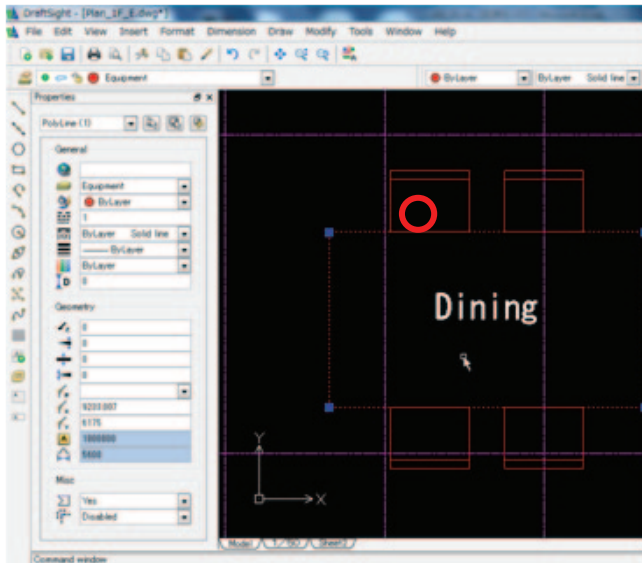 DraftSight - [Plan_1F_E.dwg*]
File Edit View Insert Format Dimension Draw Modify Tools Window Help
Equipment
ByLayer
ByLayer Solid line
Properties
PolyLine (1)
General
Equipment
ByLayer
1
ByLayer Solid line
ByLayer
ByLayer
0
Geometry
0
0
0
0
9203.007
6175
1800000
5600
Misc
Yes
Disabled
Dining
Y
X
Model
1/150
Command window